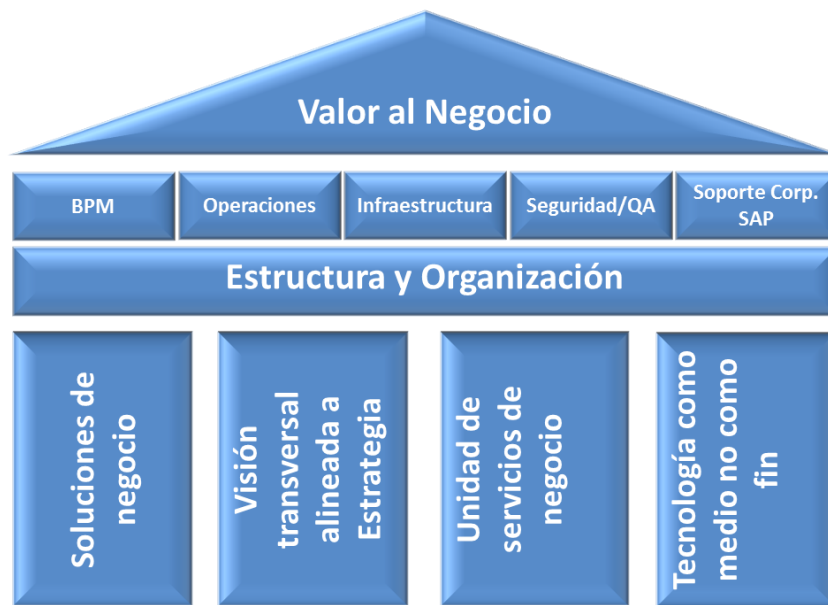 Valor al Negocio
BPM
Operaciones
Infraestructura
Seguridad/QA
Soporte Corp.
SAP
Estructura y Organización
Soluciones de
negocio
Visión
transversal
alineada a
Estrategia
Unidad de
servicios de
negocio
Tecnología como
medio no como
fin